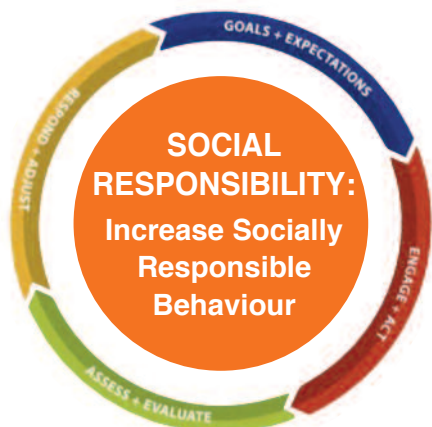 GOALS + EXPECTATIONS
ENGAGE + ACT
ASSESS + EVALUATE
RESPOND + ADJUST
SOCIAL
RESPONSIBILITY:
Increase Socially
Responsible
Behaviour